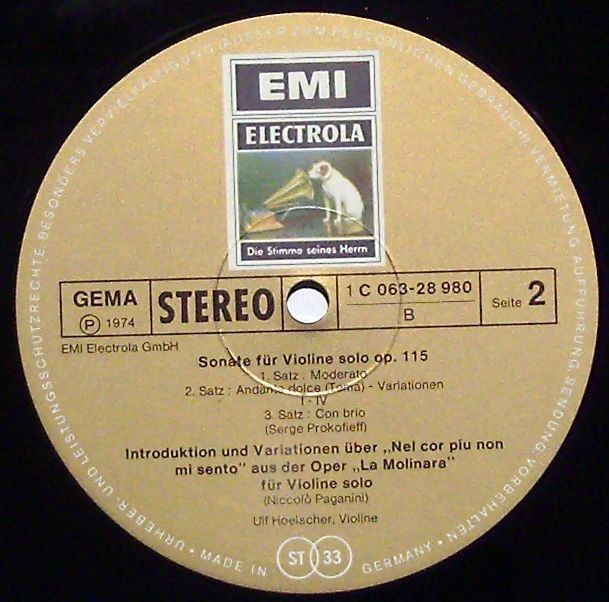 URHEBER- UND LEISTUNGSSCHUTZRECHTE BESONDERS VERVIELFÄLTIGUNG (AUSSER ZUM PERSÖNLICHEN GEBRAUCH), VERMIETUNG, AUFFÜHRUNG, SENDUNG, VORBEHALTEN
EMI
ELECTROLA
Die Stimme seines Herrn
GEMA
Ⓟ 1974
STEREO
1 C 063-28 980
B
Seite 2
EMI Electrola GmbH
Sonate für Violine solo op. 115
1. Satz : Moderato
2. Satz : Andante dolce (Tema) - Variationen
I - IV
3. Satz : Con brio
(Serge Prokofieff)
Introduktion und Variationen über „Nel cor piu non
mi sento" aus der Oper „La Molinara"
für Violine solo
(Niccolò Paganini)
Ulf Hoelscher, Violine
MADE IN
ST 33
GERMANY